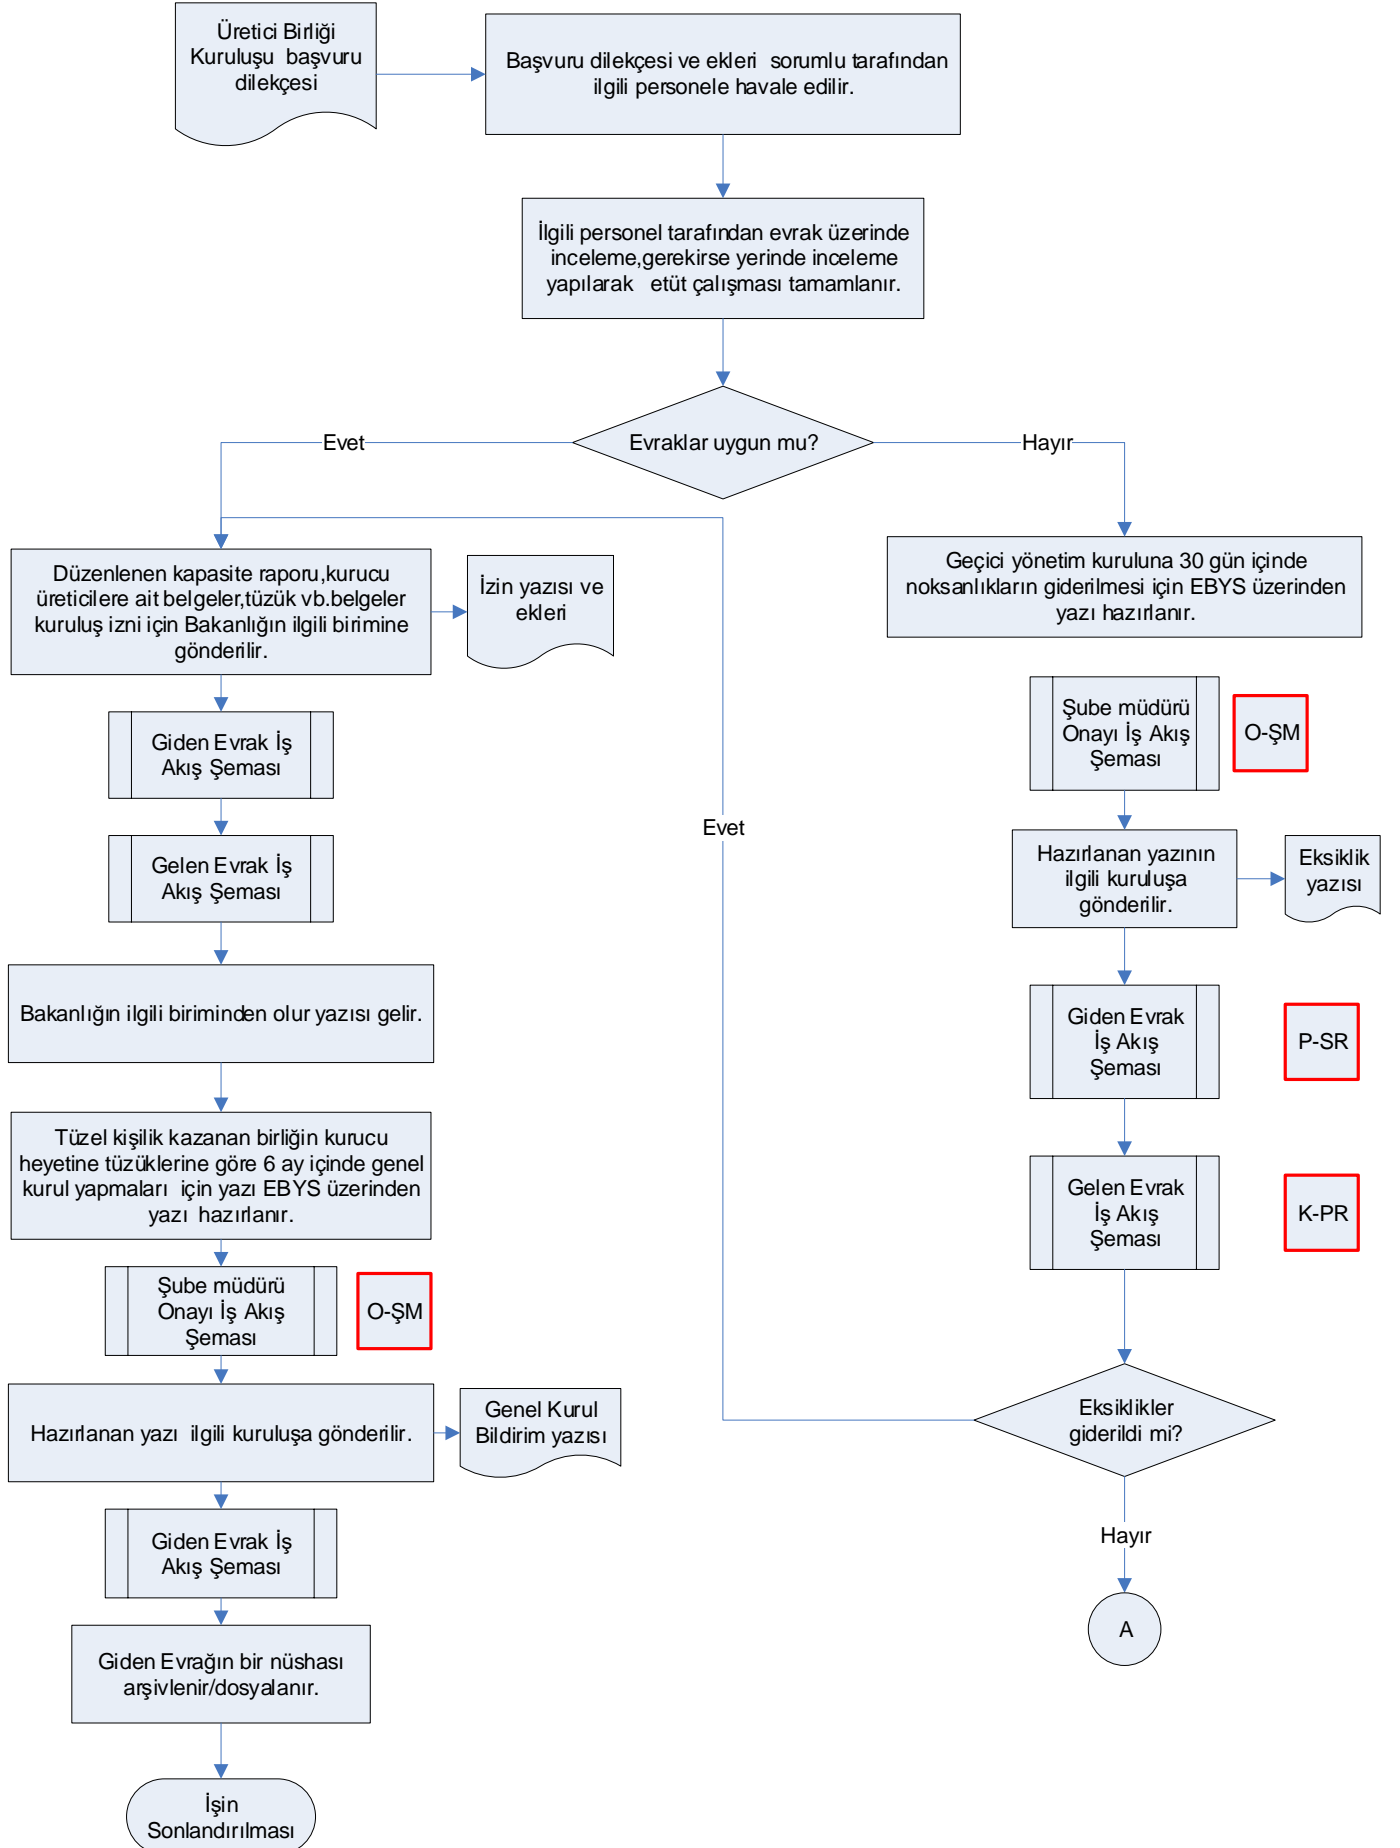 Üretici Birliği
Kuruluşu başvuru
dilekçesi
Başvuru dilekçesi ve ekleri sorumlu tarafından
ilgili personele havale edilir.
İlgili personel tarafından evrak üzerinde
inceleme,gerekirse yerinde inceleme
yapılarak etüt çalışması tamamlanır.
Evraklar uygun mu?
Evet
Hayır
Düzenlenen kapasite raporu,kurucu
üreticilere ait belgeler,tüzük vb.belgeler
kuruluş izni için Bakanlığın ilgili birimine
gönderilir.
İzin yazısı ve
ekleri
Giden Evrak İş
Akış Şeması
Gelen Evrak İş
Akış Şeması
Bakanlığın ilgili biriminden olur yazısı gelir.
Tüzel kişilik kazanan birliğin kurucu
heyetine tüzüklerine göre 6 ay içinde genel
kurul yapmaları için yazı EBYS üzerinden
yazı hazırlanır.
Şube müdürü
Onayı İş Akış
Şeması
O-ŞM
Hazırlanan yazı ilgili kuruluşa gönderilir.
Genel Kurul
Bildirim yazısı
Giden Evrak İş
Akış Şeması
Giden Evrağın bir nüshası
arşivlenir/dosyalanır.
İşin
Sonlandırılması
Geçici yönetim kuruluna 30 gün içinde
noksanlıkların giderilmesi için EBYS üzerinden
yazı hazırlanır.
Şube müdürü
Onayı İş Akış
Şeması
O-ŞM
Hazırlanan yazının
ilgili kuruluşa
gönderilir.
Eksiklik
yazısı
Giden Evrak
İş Akış
Şeması
P-SR
Gelen Evrak
İş Akış
Şeması
K-PR
Eksiklikler
giderildi mi?
Evet
Hayır
A